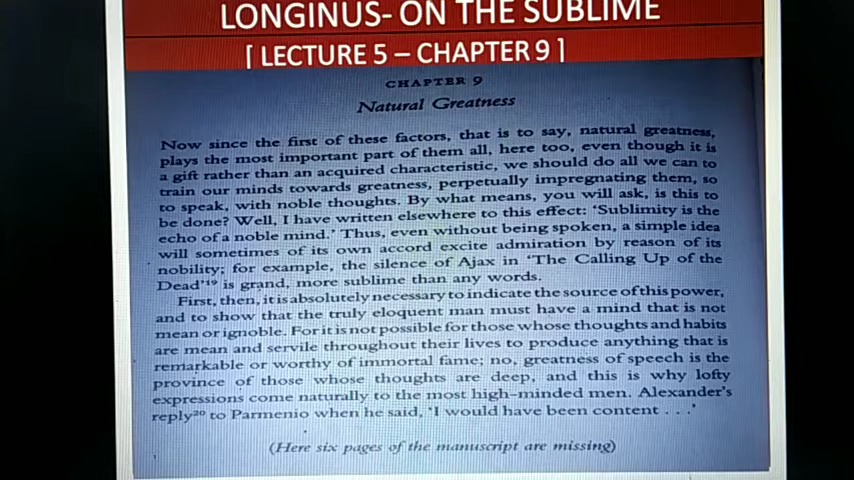 LONGINUS- ON THE SUBLIME
[ LECTURE 5 – CHAPTER 9 ]
CHAPTER 9
Natural Greatness
Now since the first of these factors, that is to say, natural greatness,
plays the most important part of them all, here too, even though it is
a gift rather than an acquired characteristic, we should do all we can to
train our minds towards greatness, perpetually impregnating them, so
to speak, with noble thoughts. By what means, you will ask, is this to
be done? Well, I have written elsewhere to this effect: ‘Sublimity is the
echo of a noble mind.’ Thus, even without being spoken, a simple idea
will sometimes of its own accord excite admiration by reason of its
nobility; for example, the silence of Ajax in ‘The Calling Up of the
Dead’¹⁹ is grand, more sublime than any words.
First, then, it is absolutely necessary to indicate the source of this power,
and to show that the truly eloquent man must have a mind that is not
mean or ignoble. For it is not possible for those whose thoughts and habits
are mean and servile throughout their lives to produce anything that is
remarkable or worthy of immortal fame; no, greatness of speech is the
province of those whose thoughts are deep, and this is why lofty
expressions come naturally to the most high-minded men. Alexander’s
reply²⁰ to Parmenio when he said, ‘I would have been content . . .’
(Here six pages of the manuscript are missing)